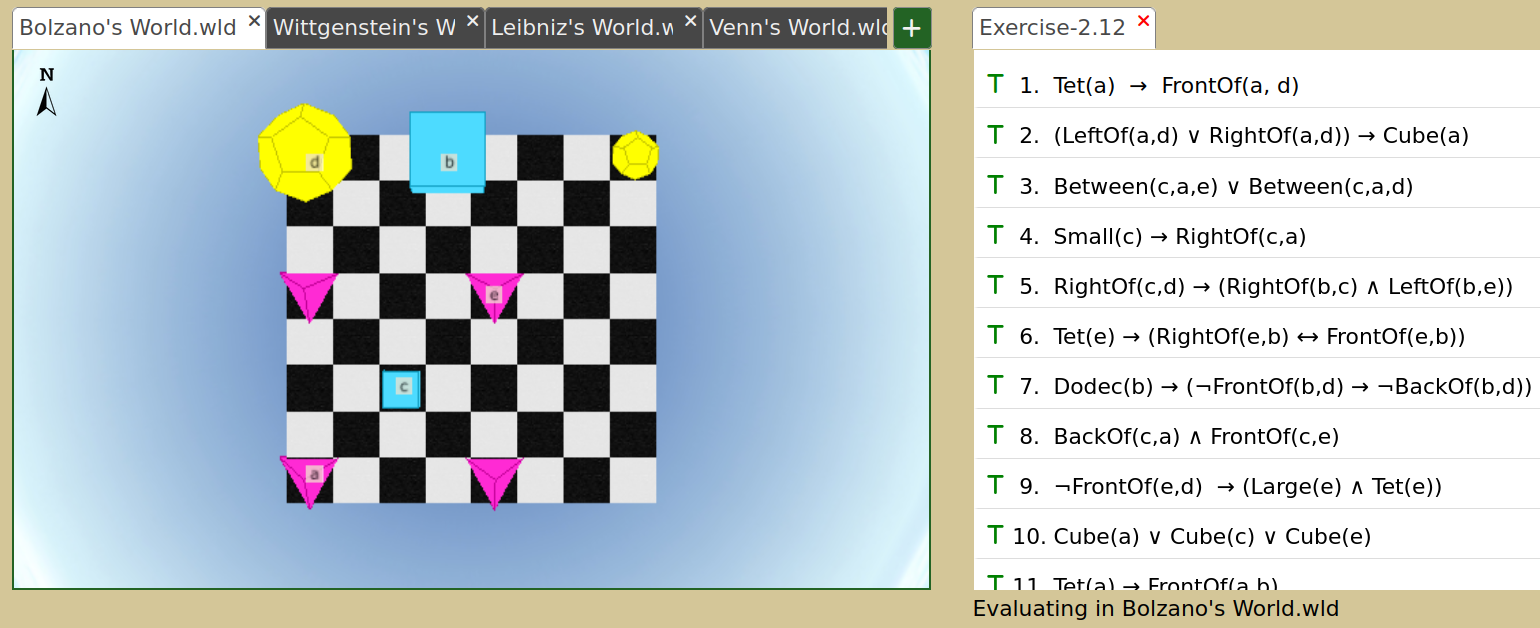 Bolzano's World.wld × Wittgenstein's W × Leibniz's World.w × Venn's World.wld +
N
d b
e
c
a
Exercise-2.12 ×
T 1. Tet(a) → FrontOf(a, d)
T 2. (LeftOf(a,d) ∨ RightOf(a,d)) → Cube(a)
T 3. Between(c,a,e) ∨ Between(c,a,d)
T 4. Small(c) → RightOf(c,a)
T 5. RightOf(c,d) → (RightOf(b,c) ∧ LeftOf(b,e))
T 6. Tet(e) → (RightOf(e,b) ↔ FrontOf(e,b))
T 7. Dodec(b) → (¬FrontOf(b,d) → ¬BackOf(b,d))
T 8. BackOf(c,a) ∧ FrontOf(c,e)
T 9. ¬FrontOf(e,d) → (Large(e) ∧ Tet(e))
T 10. Cube(a) ∨ Cube(c) ∨ Cube(e)
T 11. Tet(a) → FrontOf(a,b)
Evaluating in Bolzano's World.wld